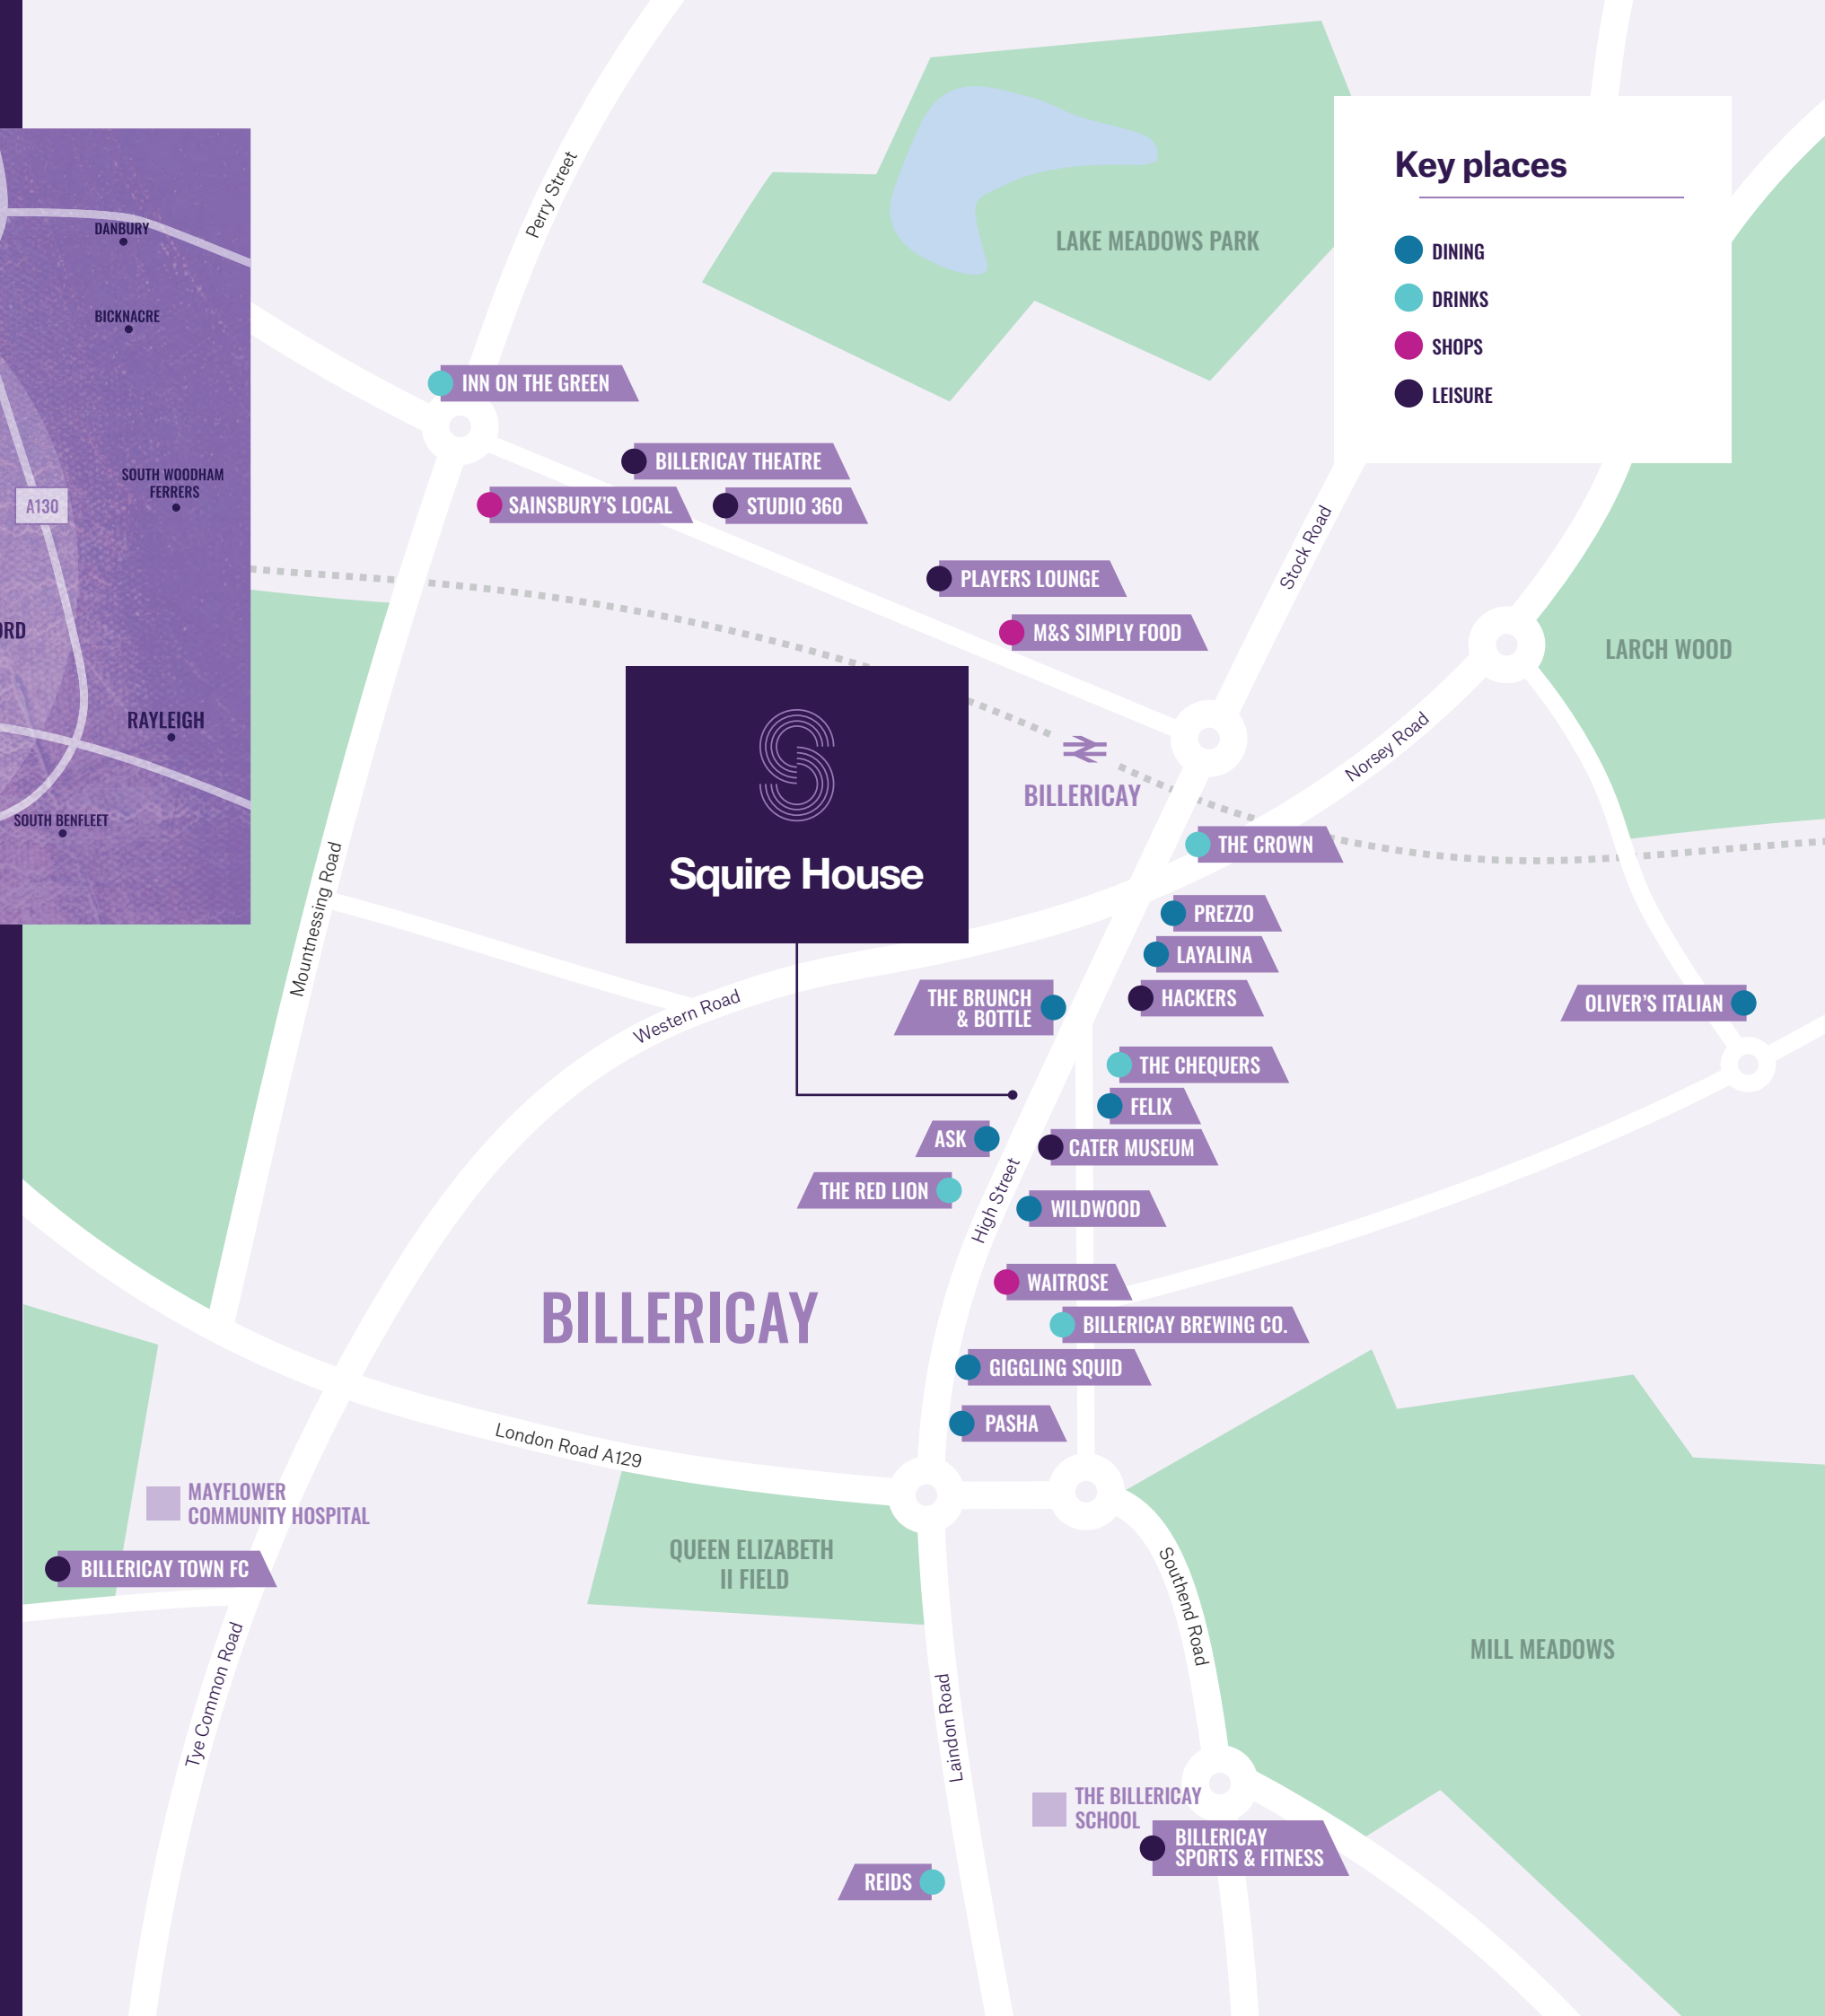 Key places
DINING
DRINKS
SHOPS
LEISURE
Perry Street
LAKE MEADOWS PARK
DANBURY
BICKNACRE
SOUTH WOODHAM
FERRERS
A130
RAYLEIGH
SOUTH BENFLEET
INN ON THE GREEN
BILLERICAY THEATRE
SAINSBURY'S LOCAL
STUDIO 360
PLAYERS LOUNGE
M&S SIMPLY FOOD
Stock Road
LARCH WOOD
Norsey Road
BILLERICAY
Squire House
THE CROWN
Mountnessing Road
PREZZO
LAYALINA
HACKERS
THE BRUNCH
& BOTTLE
OLIVER'S ITALIAN
Western Road
THE CHEQUERS
FELIX
ASK
CATER MUSEUM
THE RED LION
WILDWOOD
High Street
WAITROSE
BILLERICAY
BILLERICAY BREWING CO.
GIGGLING SQUID
PASHA
London Road A129
MAYFLOWER
COMMUNITY HOSPITAL
BILLERICAY TOWN FC
QUEEN ELIZABETH
II FIELD
Southend Road
MILL MEADOWS
Tye Common Road
Laindon Road
THE BILLERICAY
SCHOOL
BILLERICAY
SPORTS & FITNESS
REIDS